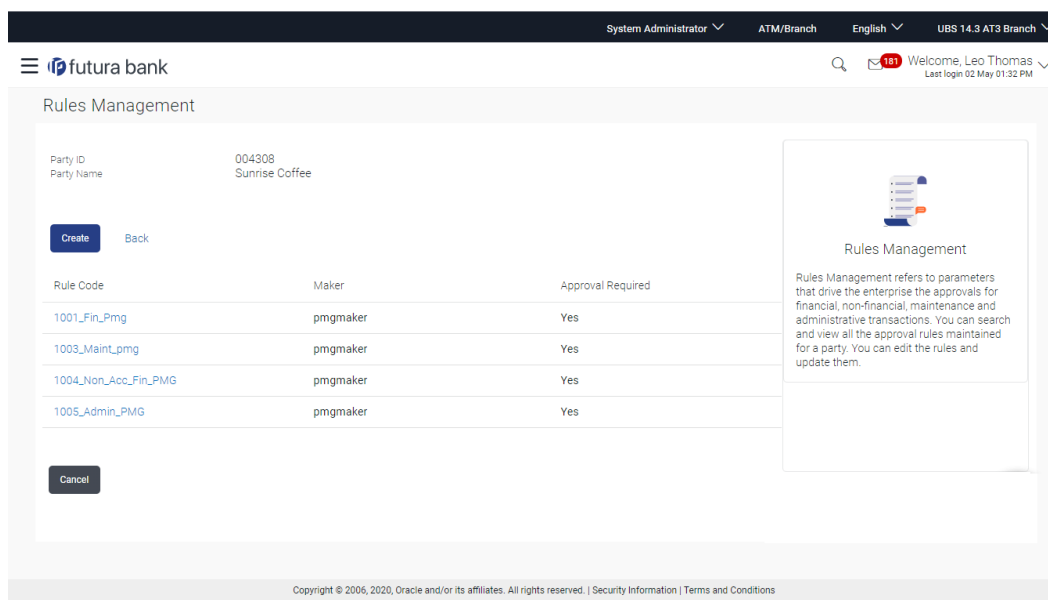 System Administrator ATM/Branch English UBS 14.3 AT3 Branch
futura bank
181
Welcome, Leo Thomas
Last login 02 May 01:32 PM
Rules Management
Party ID 004308
Party Name Sunrise Coffee
Create Back
Rule Code Maker Approval Required
1001_Fin_Pmg pmgmaker Yes
1003_Maint_pmg pmgmaker Yes
1004_Non_Acc_Fin_PMG pmgmaker Yes
1005_Admin_PMG pmgmaker Yes
Cancel
Rules Management
Rules Management refers to parameters
that drive the enterprise the approvals for
financial, non-financial, maintenance and
administrative transactions. You can search
and view all the approval rules maintained
for a party. You can edit the rules and
update them.
Copyright © 2006, 2020, Oracle and/or its affiliates. All rights reserved. | Security Information | Terms and Conditions